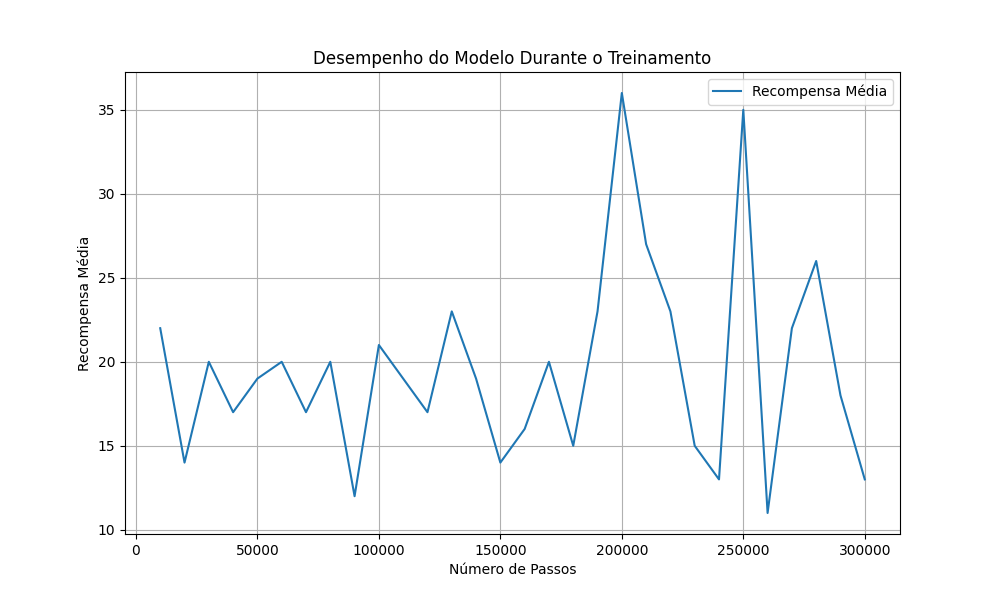 Desempenho do Modelo Durante o Treinamento
Recompensa Média
35
30
25
20
15
10
Recompensa Média
0 50000 100000 150000 200000 250000 300000
Número de Passos